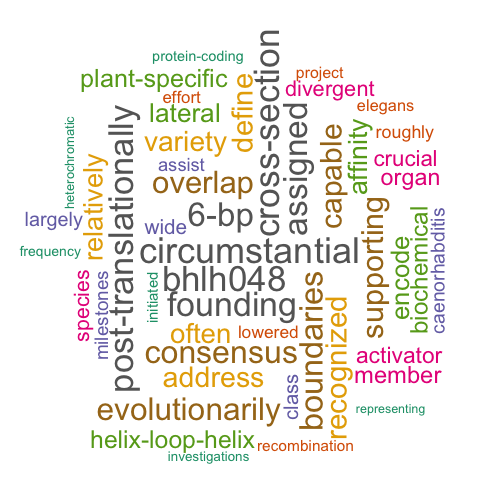 protein-coding
project
plant-specific
divergent
effort
elegans
lateral
define
cross-section
variety
roughly
heterochromatic
post-translationally
assigned
capable
affinity
crucial
assist
organ
overlap
relatively
largely
wide
6-bp
supporting
encode
biochemical
caenorhabditis
frequency
circumstantial
species
milestones
initiated
bhlh048
founding
boundaries
recognized
often
lowered
consensus
activator
address
member
class
evolutionarily
representing
helix-loop-helix
recombination
investigations